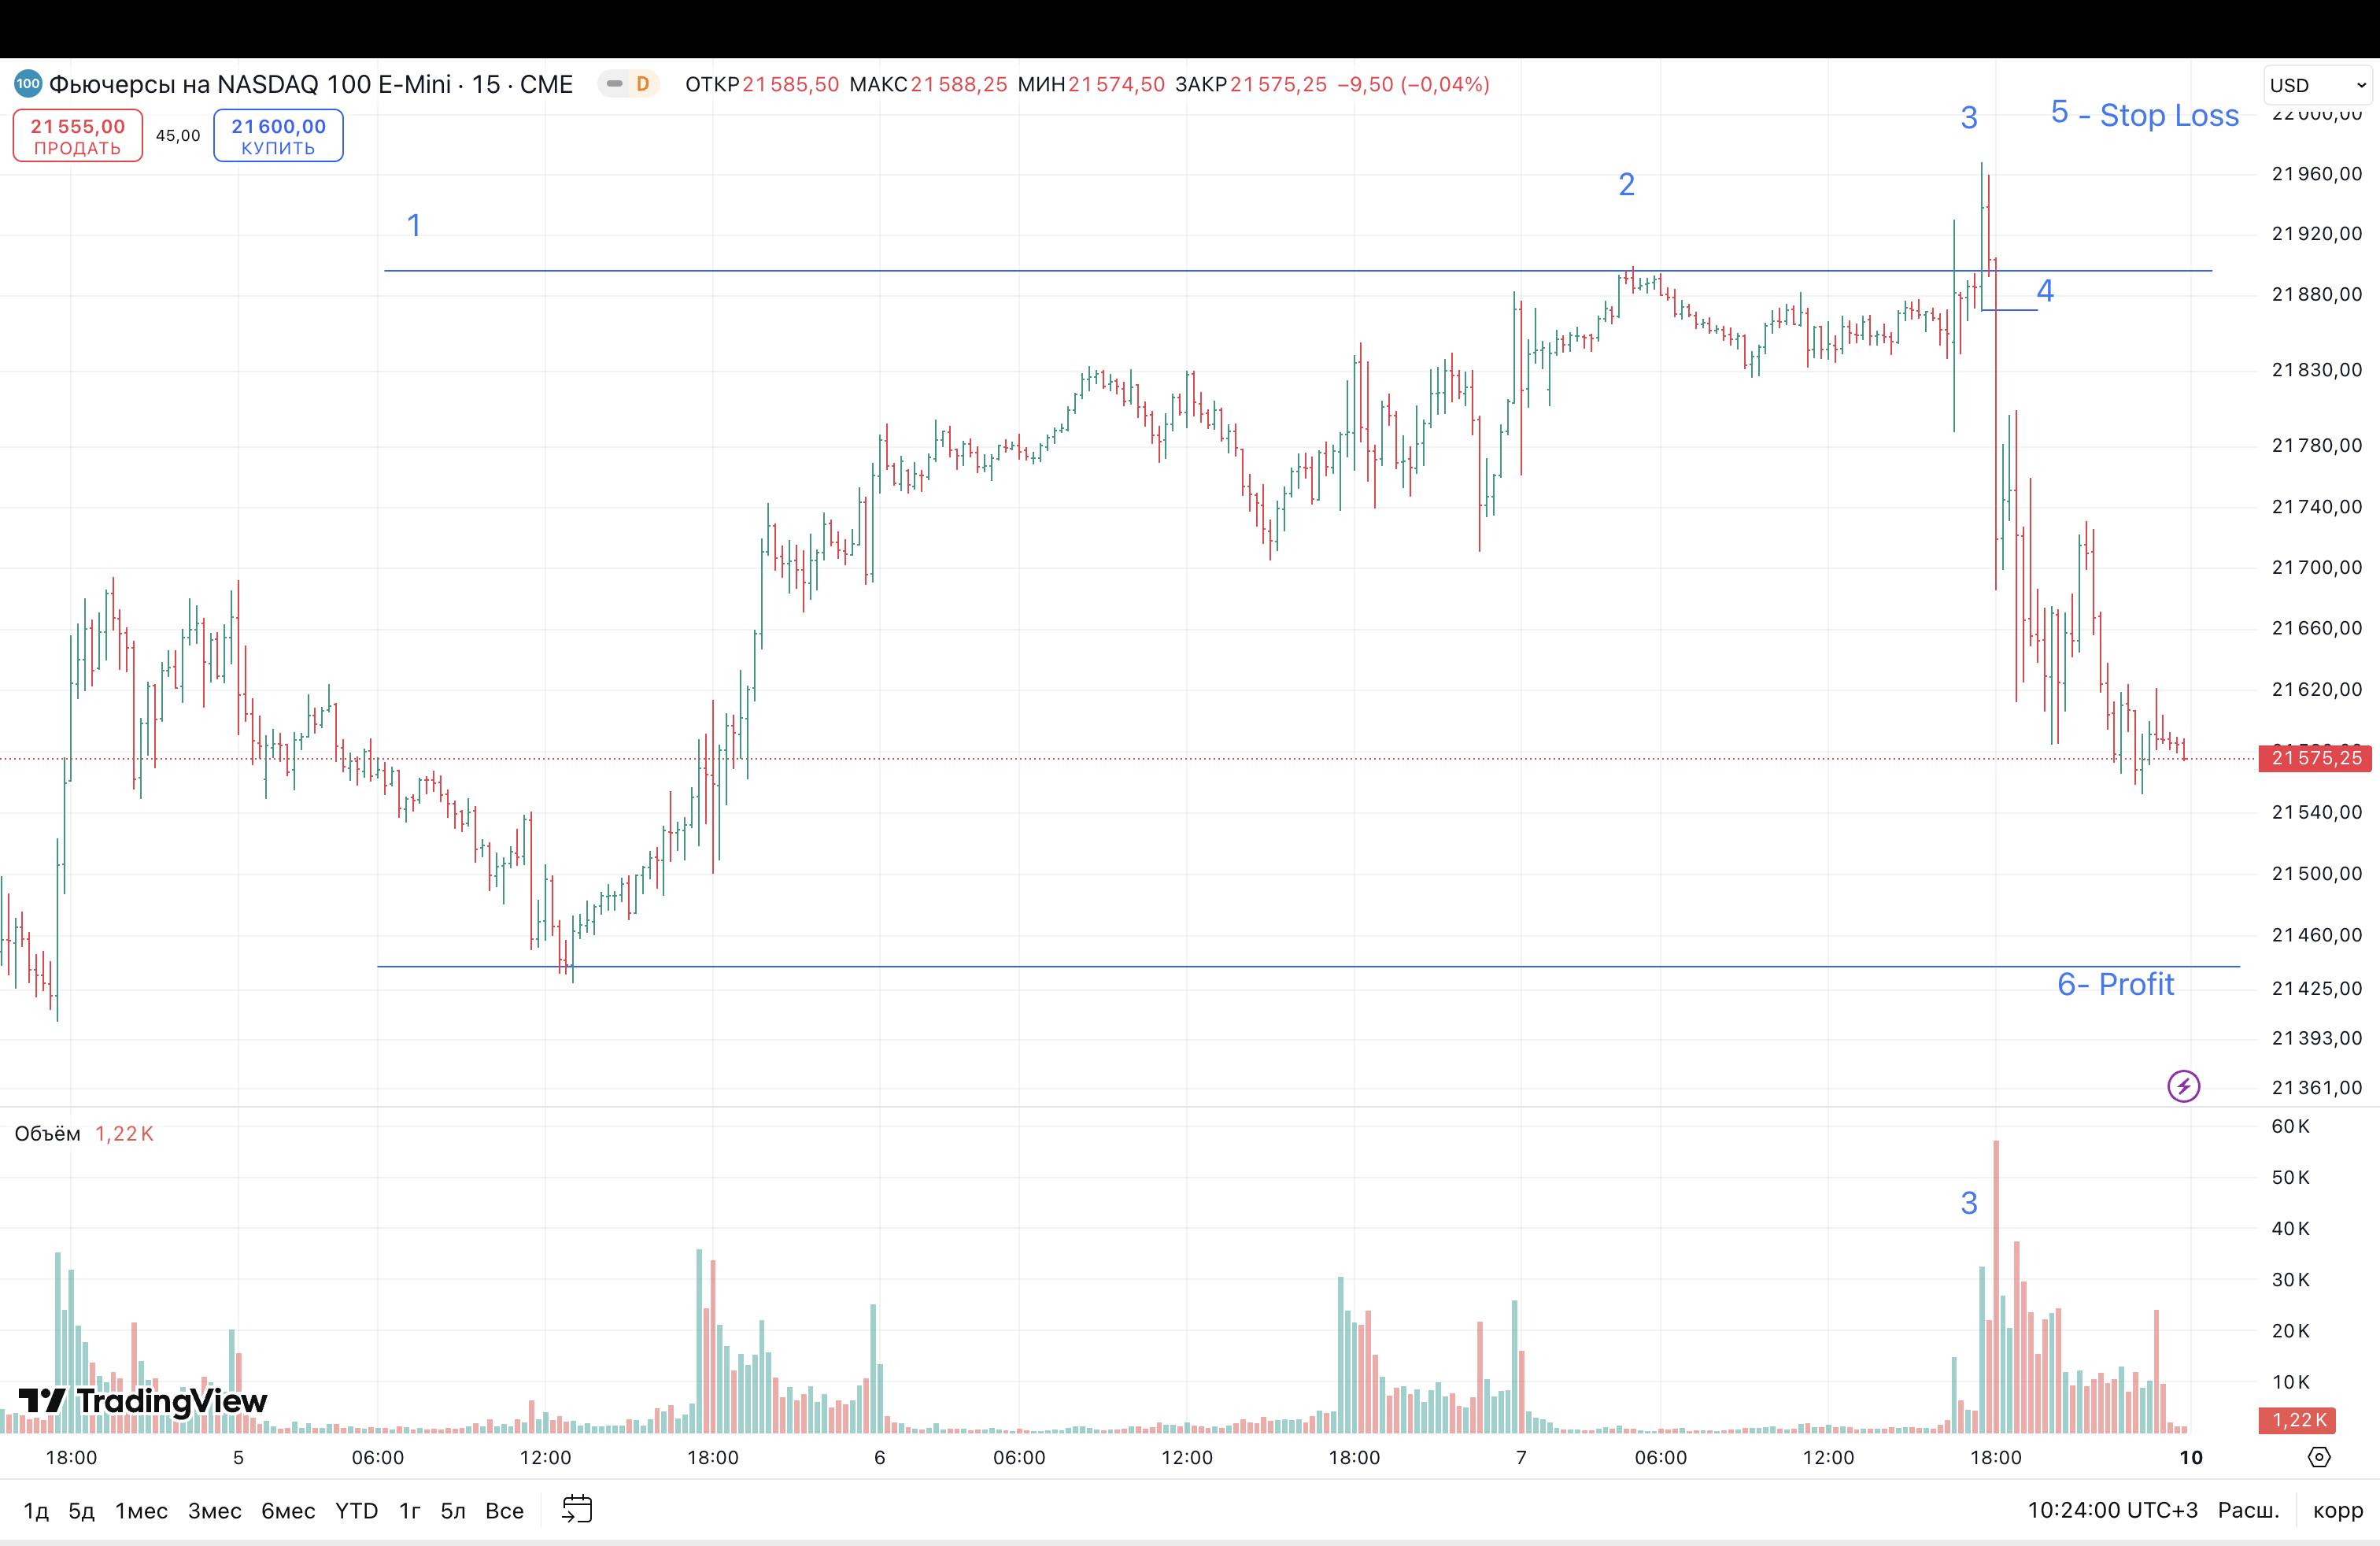 100 Фьючерсы на NASDAQ 100 E-Mini · 15 · CME D ОТКР21 585,50 МАКС21 588,25 МИН21 574,50 ЗАКР21 575,25 −9,50 (−0,04%)
USD
21 555,00
ПРОДАТЬ
45,00
21 600,00
КУПИТЬ
3
5 - Stop Loss
22 000,00
21 960,00
2
1
21 920,00
4
21 880,00
21 830,00
21 780,00
21 740,00
21 700,00
21 660,00
21 620,00
21 575,25
21 540,00
21 500,00
21 460,00
6- Profit
21 425,00
21 393,00
21 361,00
Объём 1,22 K
60 K
50 K
3
40 K
30 K
20 K
10 K
TradingView
1,22 K
18:00 5 06:00 12:00 18:00 6 06:00 12:00 18:00 7 06:00 12:00 18:00 10
1д 5д 1мес 3мес 6мес YTD 1г 5л Все
10:24:00 UTC+3 Расш. корр